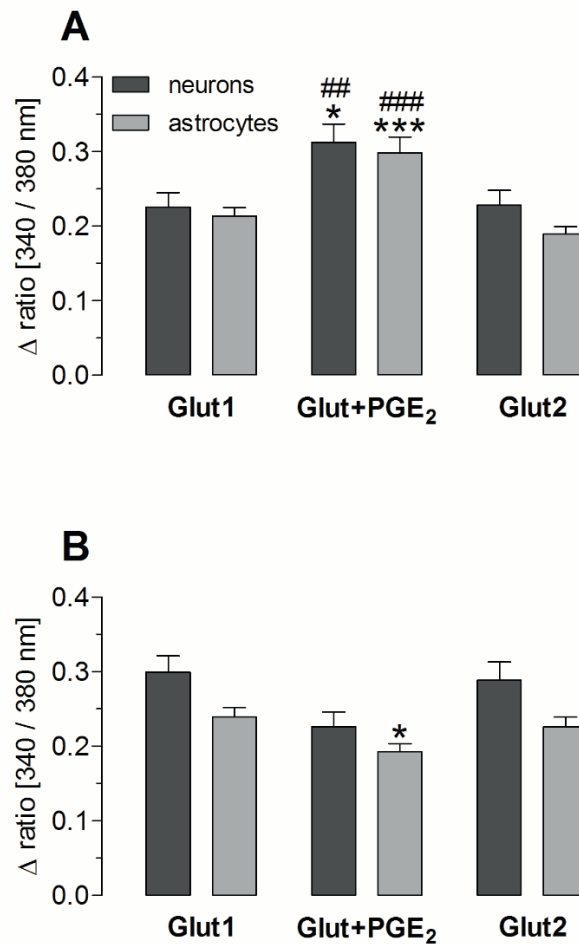 A
0.4
0.3
0.2
0.1
0.0
Δ ratio [340 / 380 nm]
neurons
astrocytes
##
*
###
***
Glut1
Glut+PGE₂
Glut2
B
0.4
0.3
0.2
0.1
0.0
Δ ratio [340 / 380 nm]
*
Glut1
Glut+PGE₂
Glut2